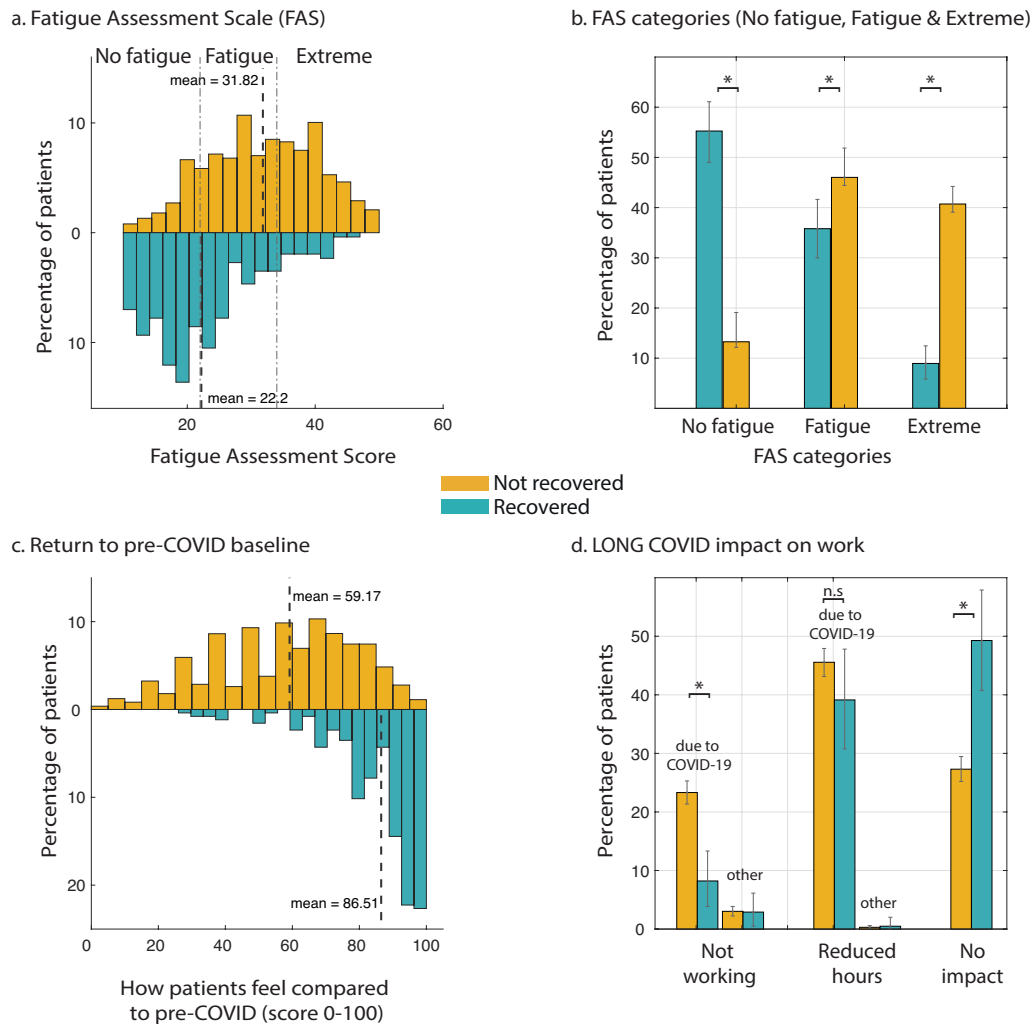 a. Fatigue Assessment Scale (FAS)
No fatigue Fatigue Extreme
mean = 31.82
10
0
10
mean = 22.2
20 40 60
Percentage of patients
Fatigue Assessment Score
b. FAS categories (No fatigue, Fatigue & Extreme)
* * *
60
50
40
30
20
10
Percentage of patients
No fatigue Fatigue Extreme
FAS categories
Not recovered
Recovered
c. Return to pre-COVID baseline
mean = 59.17
10
0
10
20
mean = 86.51
0 20 40 60 80 100
Percentage of patients
How patients feel compared
to pre-COVID (score 0-100)
d. LONG COVID impact on work
n.s
due to
COVID-19
*
*
due to
COVID-19
other
other
50
40
30
20
10
0
Percentage of patients
Not
working
Reduced
hours
No
impact